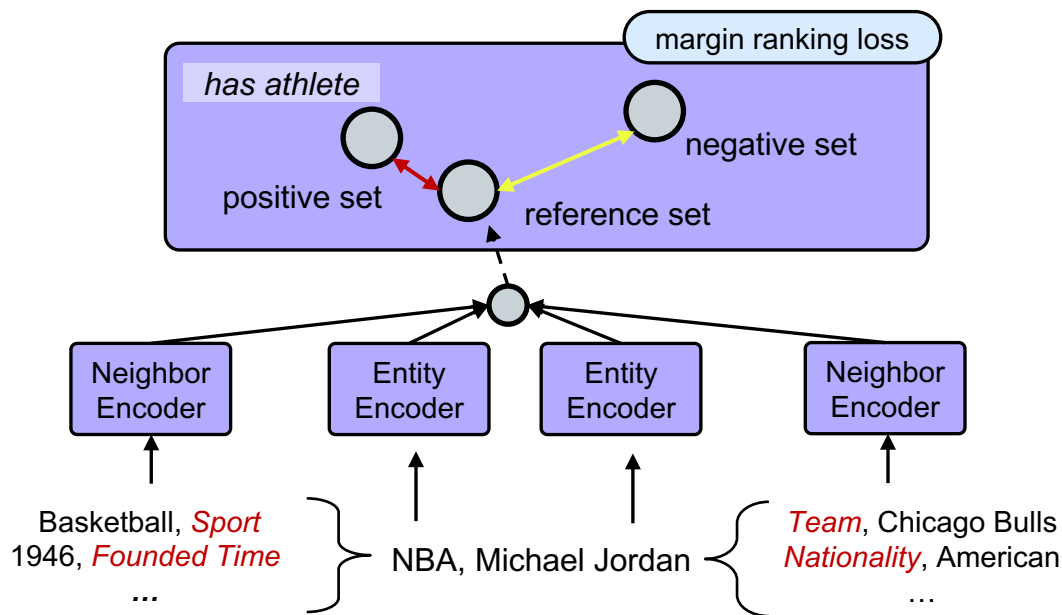 margin ranking loss
has athlete
negative set
positive set
reference set
Neighbor
Encoder
Entity
Encoder
Entity
Encoder
Neighbor
Encoder
Basketball, Sport
1946, Founded Time
...
NBA, Michael Jordan
Team, Chicago Bulls
Nationality, American
...